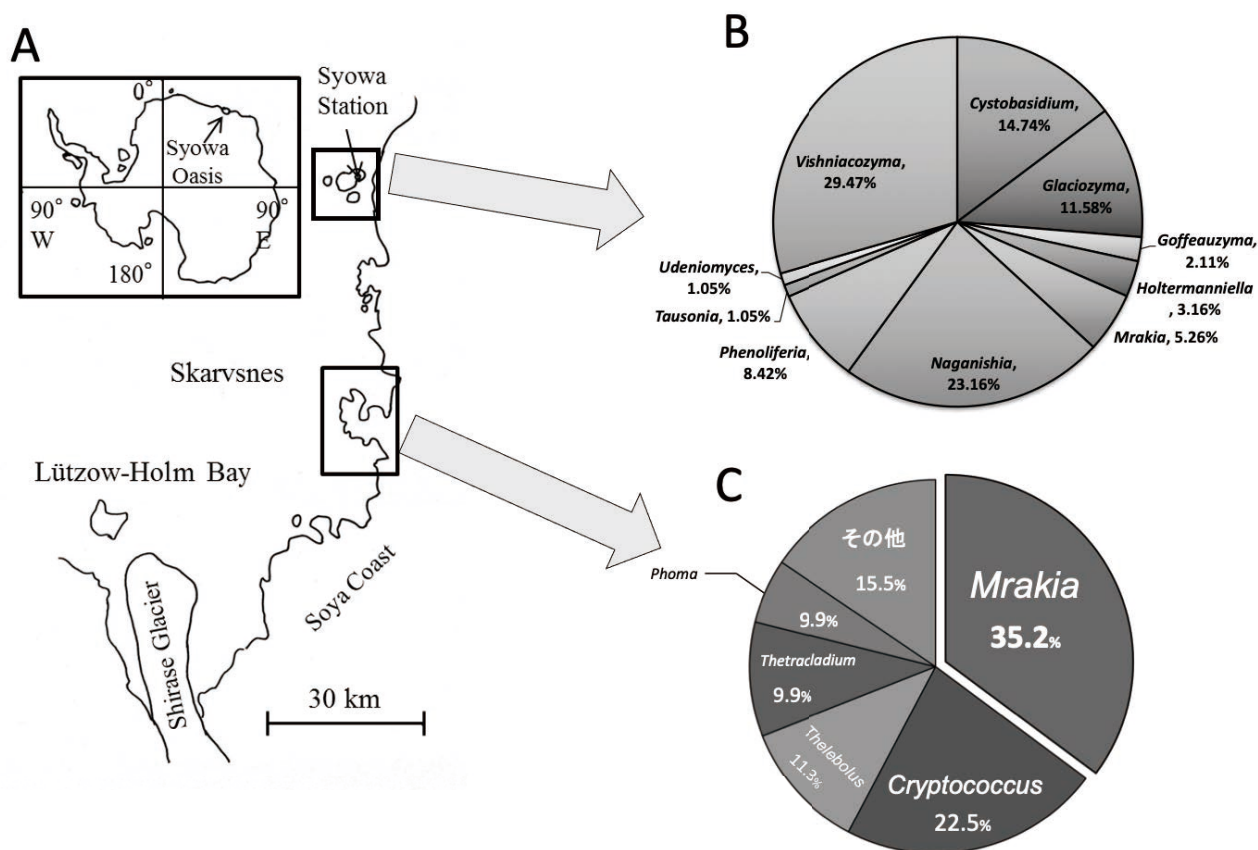 A
0°
Syowa
Oasis
90°
W
90°
E
180°
Syowa
Station
Skarvsnes
Lützow-Holm Bay
Shirase Glacier
Soya Coast
30 km
B
Cystobasidium,
14.74%
Glaciozyma,
11.58%
Goffeauzyma,
2.11%
Holtermanniella
, 3.16%
Mrakia, 5.26%
Naganishia,
23.16%
Phenoliferia,
8.42%
Tausonia, 1.05%
Udeniomyces,
1.05%
Vishniacozyma,
29.47%
C
Mrakia
35.2%
Cryptococcus
22.5%
Thelebolus
11.3%
Thetracladium
9.9%
Phoma
9.9%
その他
15.5%